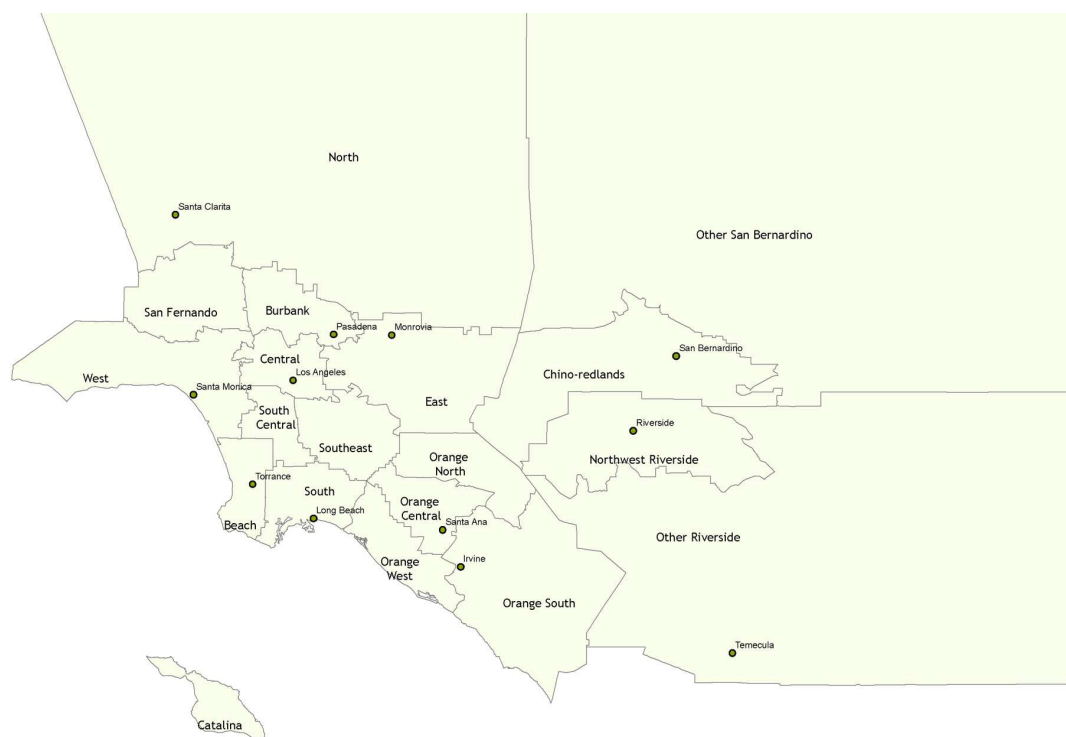 North
Santa Clarita
Other San Bernardino
San Fernando
Burbank
Pasadena
Monrovia
San Bernardino
Central
Los Angeles
Chino-redlands
West
Santa Monica
East
South
Central
Riverside
Southeast
Orange
North
Northwest Riverside
Torrance
South
Long Beach
Beach
Orange
Central
Santa Ana
Other Riverside
Orange
West
Irvine
Orange South
Temecula
Catalina